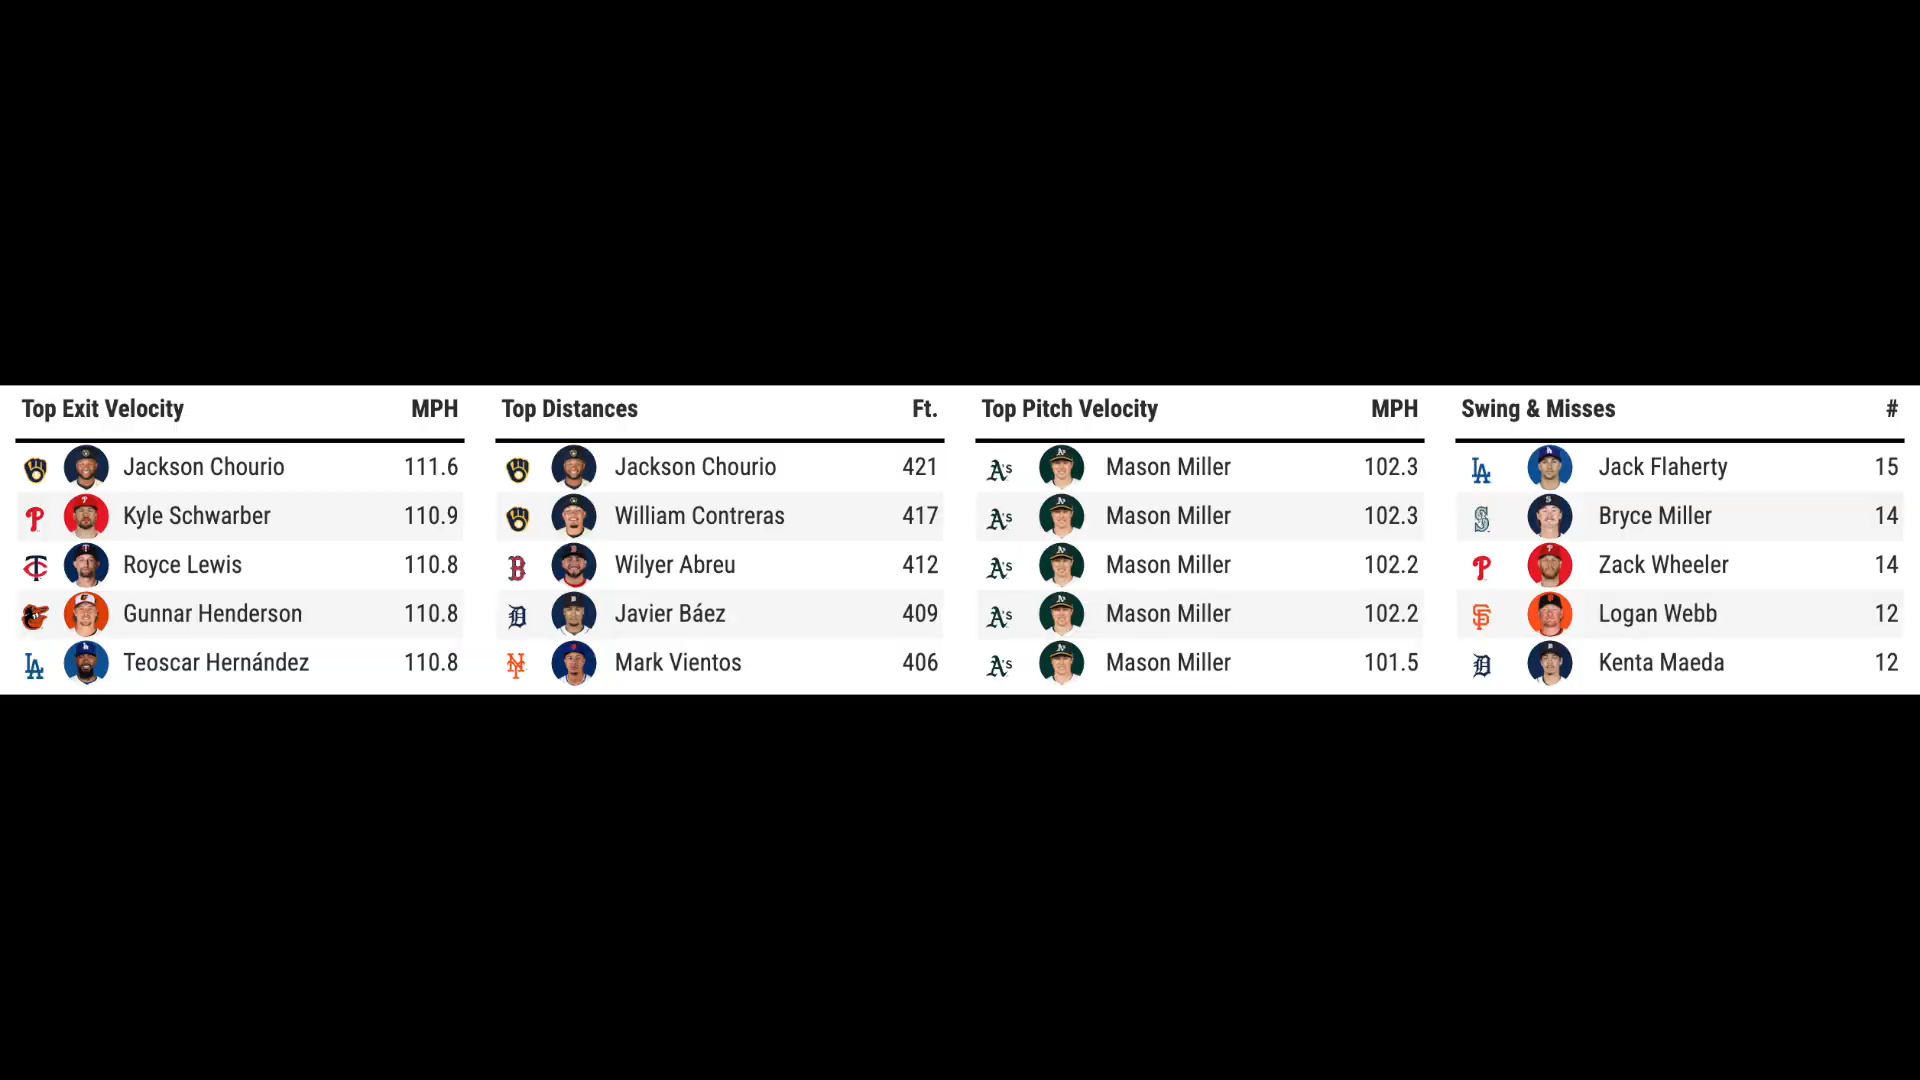 Top Exit Velocity MPH
Jackson Chourio 111.6
Kyle Schwarber 110.9
Royce Lewis 110.8
Gunnar Henderson 110.8
Teoscar Hernández 110.8
Top Distances Ft.
Jackson Chourio 421
William Contreras 417
Wilyer Abreu 412
Javier Báez 409
Mark Vientos 406
Top Pitch Velocity MPH
A's Mason Miller 102.3
A's Mason Miller 102.3
A's Mason Miller 102.2
A's Mason Miller 102.2
A's Mason Miller 101.5
Swing & Misses #
LA Jack Flaherty 15
S Bryce Miller 14
P Zack Wheeler 14
SF Logan Webb 12
D Kenta Maeda 12